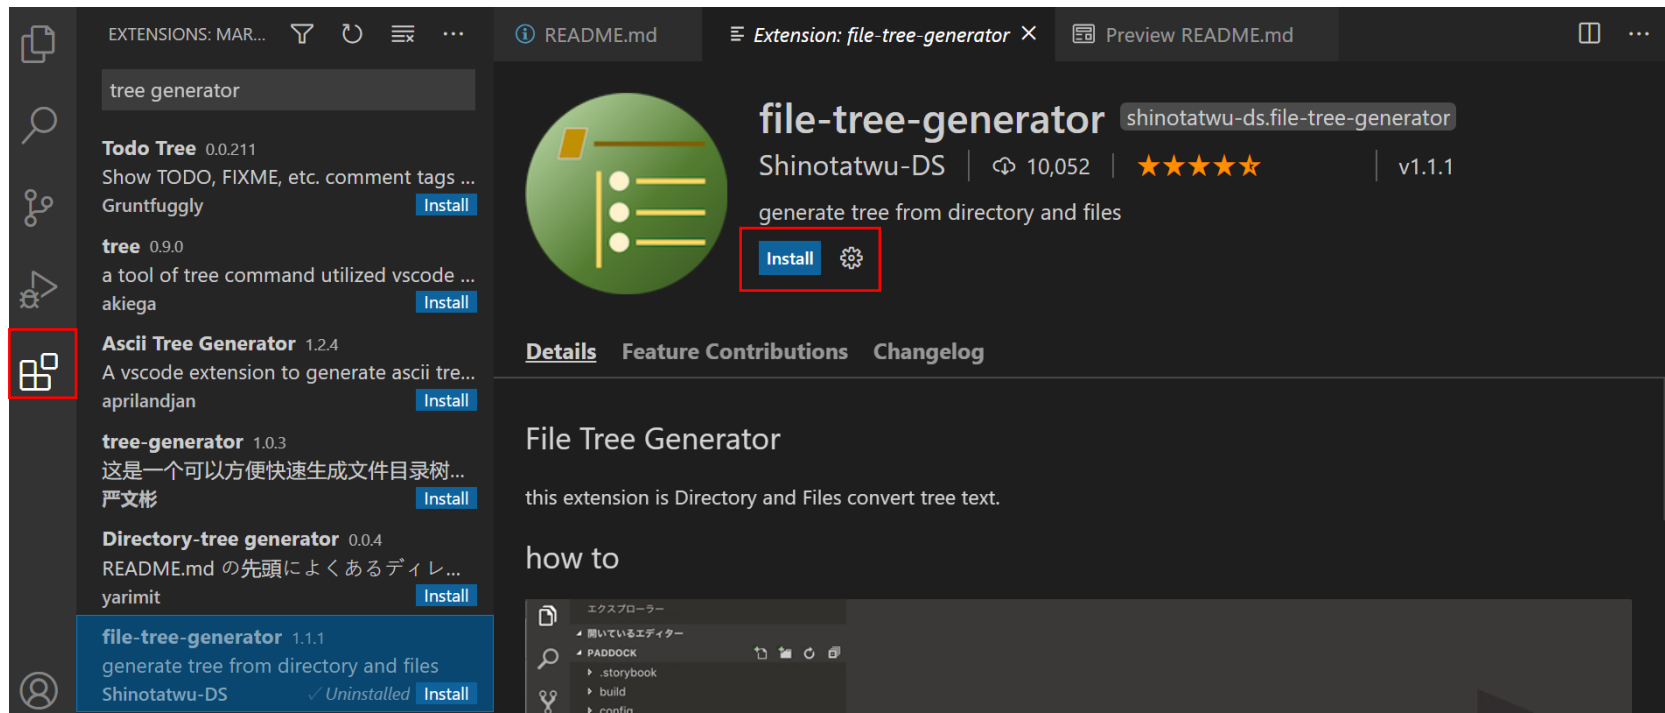 EXTENSIONS: MAR...
tree generator
Todo Tree 0.0.211
Show TODO, FIXME, etc. comment tags ...
Gruntfuggly Install
tree 0.9.0
a tool of tree command utilized vscode ...
akiega Install
Ascii Tree Generator 1.2.4
A vscode extension to generate ascii tre...
aprilandjan Install
tree-generator 1.0.3
这是一个可以方便快速生成文件目录树...
严文彬 Install
Directory-tree generator 0.0.4
README.md の先頭によくあるディレ...
yarimit Install
file-tree-generator 1.1.1
generate tree from directory and files
Shinotatwu-DS ✓Uninstalled Install
README.md
Extension: file-tree-generator
Preview README.md
file-tree-generator shinotatwu-ds.file-tree-generator
Shinotatwu-DS 10,052 v1.1.1
generate tree from directory and files
Install
Details Feature Contributions Changelog
File Tree Generator
this extension is Directory and Files convert tree text.
how to
エクスプローラー
開いているエディター
PADDOCK
.storybook
build
config